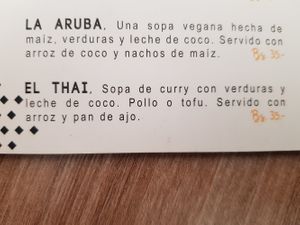 LA ARUBA, Una sopa vegana hecha de
maíz, verduras y leche de coco. Servido con
arroz de coco y nachos de maíz. Bs. 35.-
EL THAI, Sopa de curry con verduras y
leche de coco. Pollo o tofu. Servido con
arroz y pan de ajo. Bs. 35.-